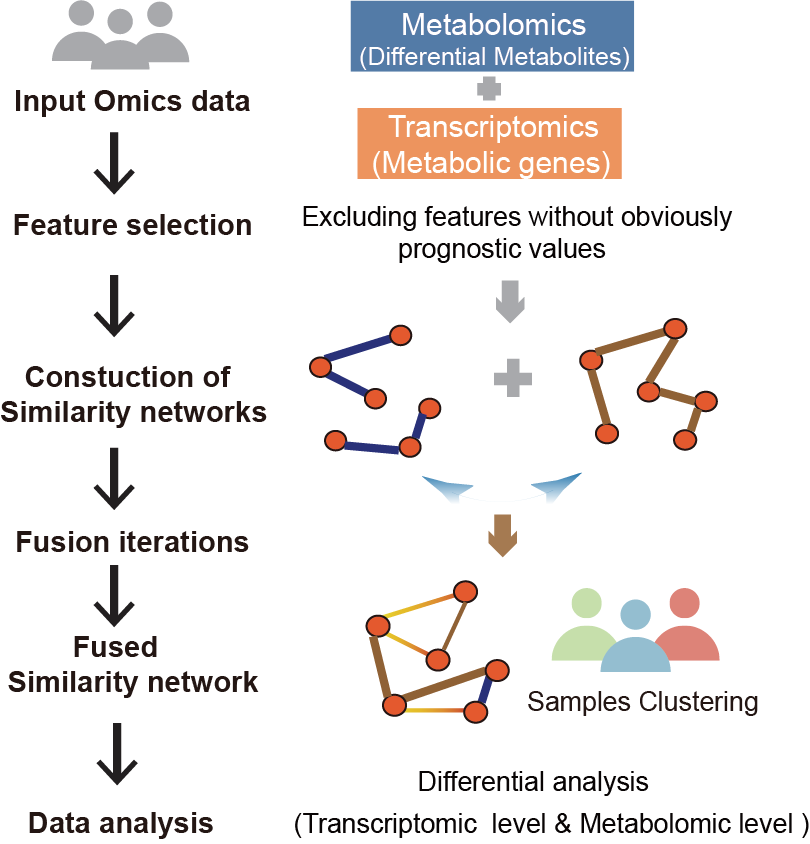 Metabolomics
(Differential Metabolites)
Input Omics data
Transcriptomics
(Metabolic genes)
Feature selection
Excluding features without obviously
prognostic values
Constuction of
Similarity networks
Fusion iterations
Fused
Similarity network
Samples Clustering
Differential analysis
Data analysis
(Transcriptomic level & Metabolomic level )